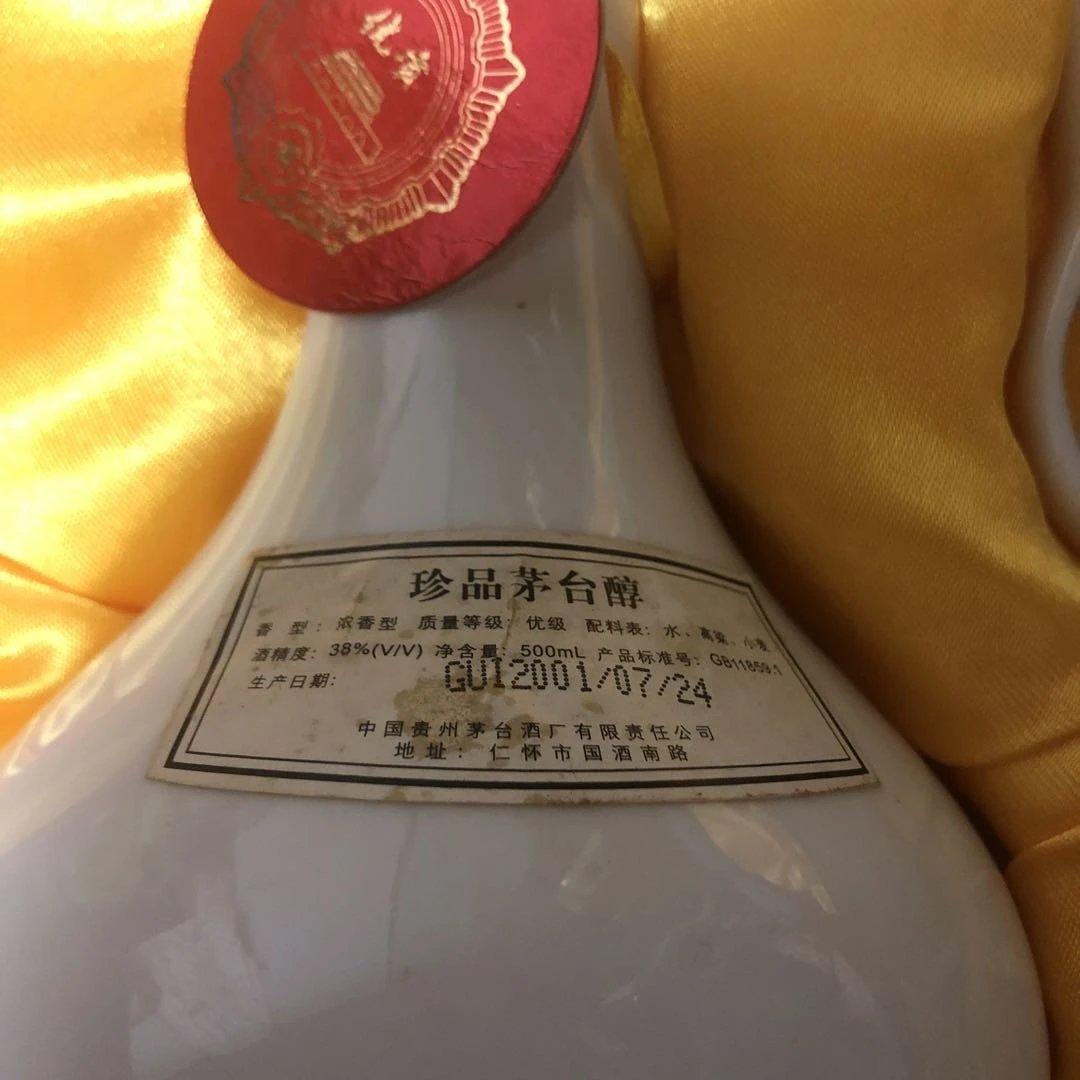 优质
珍品茅台醇
香 型: 浓香型 质量等级: 优级 配料表: 水、高粱、小麦
酒精度: 38%(V/V) 净含量: 500mL 产品标准号: GB11859.1
生产日期: GUI2001/07/24
中国贵州茅台酒厂有限责任公司
地 址: 仁怀市国酒南路